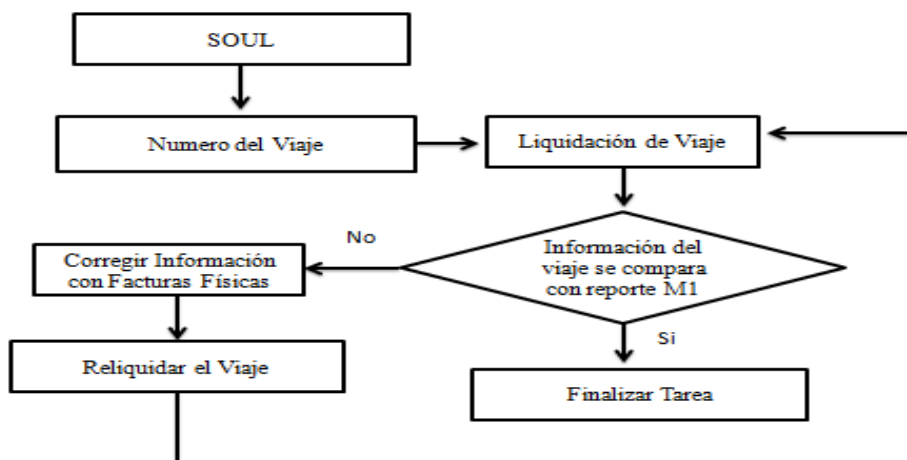 SOUL
Numero del Viaje
Liquidación de Viaje
Información del
viaje se compara
con reporte M1
No
Corregir Información
con Facturas Físicas
Si
Reliquidar el Viaje
Finalizar Tarea